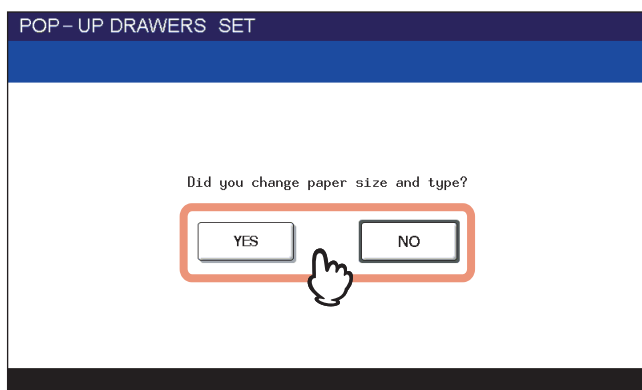 POP-UP DRAWERS SET
Did you change paper size and type?
YES NO